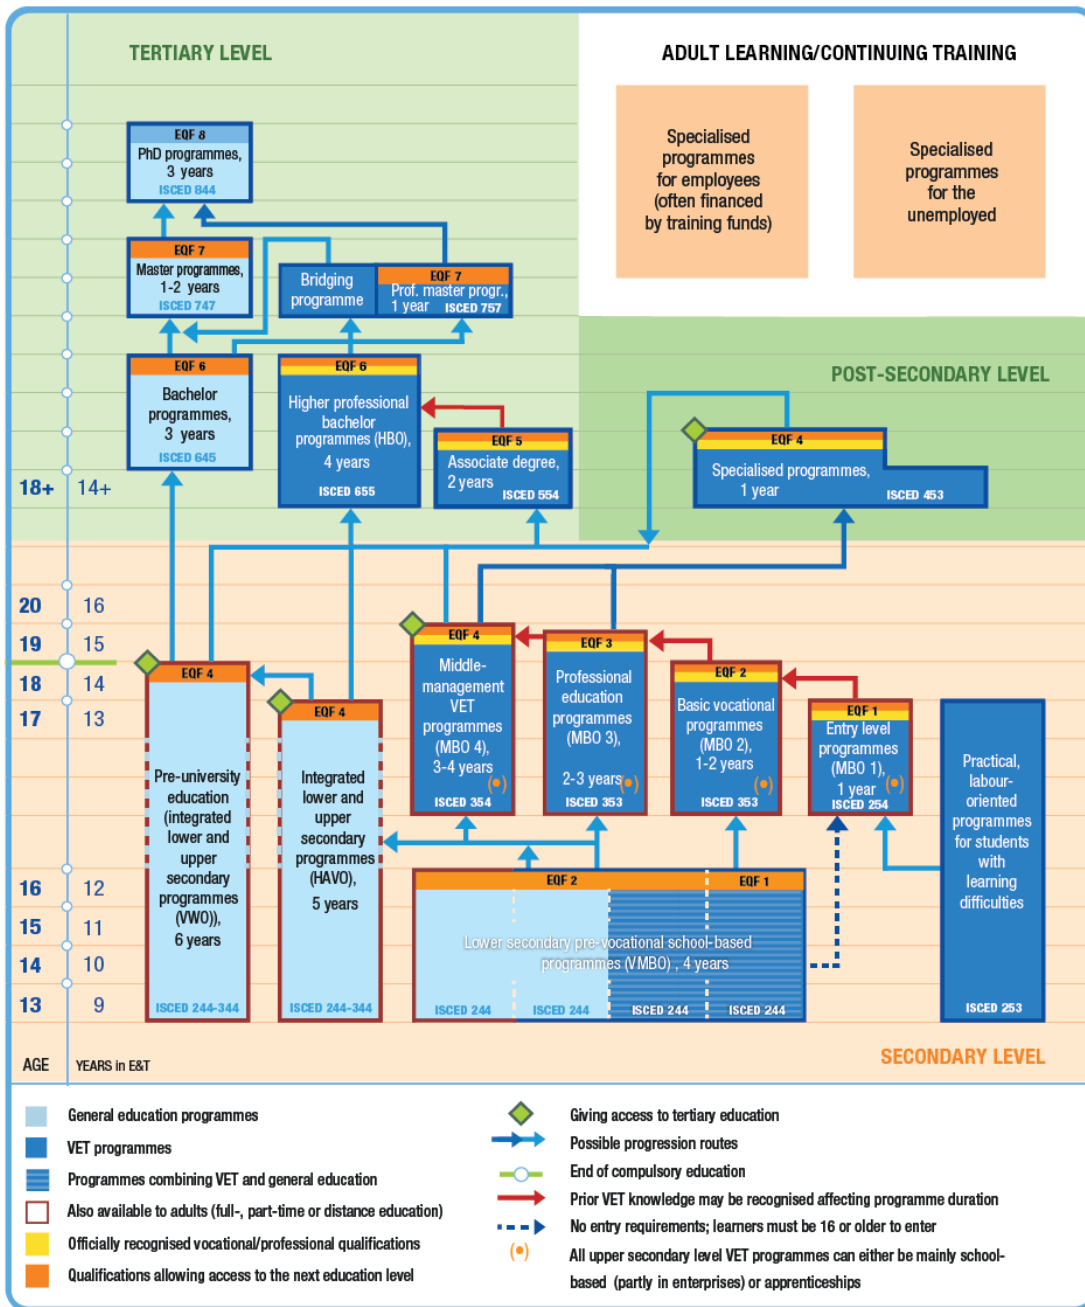 TERTIARY LEVEL
ADULT LEARNING/CONTINUING TRAINING
Specialised
programmes
for employees
(often financed
by training funds)
Specialised
programmes
for the
unemployed
EQF 8
PhD programmes,
3 years
ISCED 844
EQF 7
Master programmes,
1-2 years
ISCED 747
Bridging
programme
EQF 7
Prof. master progr.,
1 year ISCED 757
POST-SECONDARY LEVEL
EQF 6
Bachelor
programmes,
3 years
ISCED 645
EQF 6
Higher professional
bachelor
programmes (HBO),
4 years
ISCED 655
EQF 5
Associate degree,
2 years
ISCED 554
EQF 4
Specialised programmes,
1 year
ISCED 453
18+ 14+
20 16
19 15
18 14
17 13
16 12
15 11
14 10
13 9
AGE YEARS in E&T
EQF 4
Pre-university
education
(integrated
lower and
upper
secondary
programmes
(VWO)),
6 years
ISCED 244-344
EQF 4
Integrated
lower and
upper
secondary
programmes
(HAVO),
5 years
ISCED 244-344
EQF 4
Middle-
management
VET
programmes
(MBO 4),
3-4 years
(•)
ISCED 354
EQF 3
Professional
education
programmes
(MBO 3),
2-3 years
(•)
ISCED 353
EQF 2
Basic vocational
programmes
(MBO 2),
1-2 years
(•)
ISCED 353
EQF 1
Entry level
programmes
(MBO 1),
1 year
(•)
ISCED 254
Practical,
labour-
oriented
programmes
for students
with
learning
difficulties
ISCED 253
EQF 2 EQF 1
Lower secondary pre-vocational school-based
programmes (VMBO) , 4 years
ISCED 244 ISCED 244 ISCED 244 ISCED 244
SECONDARY LEVEL
General education programmes
VET programmes
Programmes combining VET and general education
Also available to adults (full-, part-time or distance education)
Officially recognised vocational/professional qualifications
Qualifications allowing access to the next education level
Giving access to tertiary education
Possible progression routes
End of compulsory education
Prior VET knowledge may be recognised affecting programme duration
No entry requirements; learners must be 16 or older to enter
(•) All upper secondary level VET programmes can either be mainly school-
based (partly in enterprises) or apprenticeships